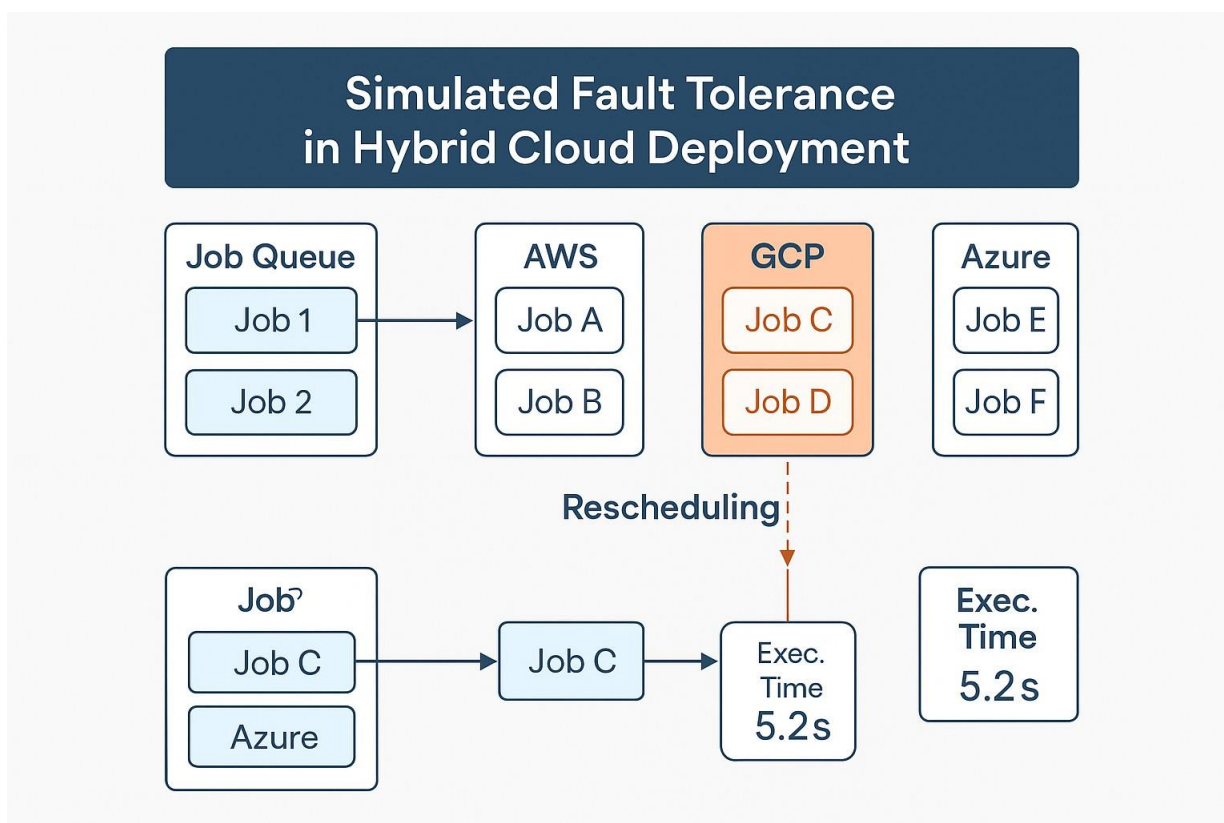 Simulated Fault Tolerance
in Hybrid Cloud Deployment
Job Queue
Job 1
Job 2
AWS
Job A
Job B
GCP
Job C
Job D
Azure
Job E
Job F
Rescheduling
Job
Job C
Azure
Job C
Exec.
Time
5.2s
Exec.
Time
5.2s